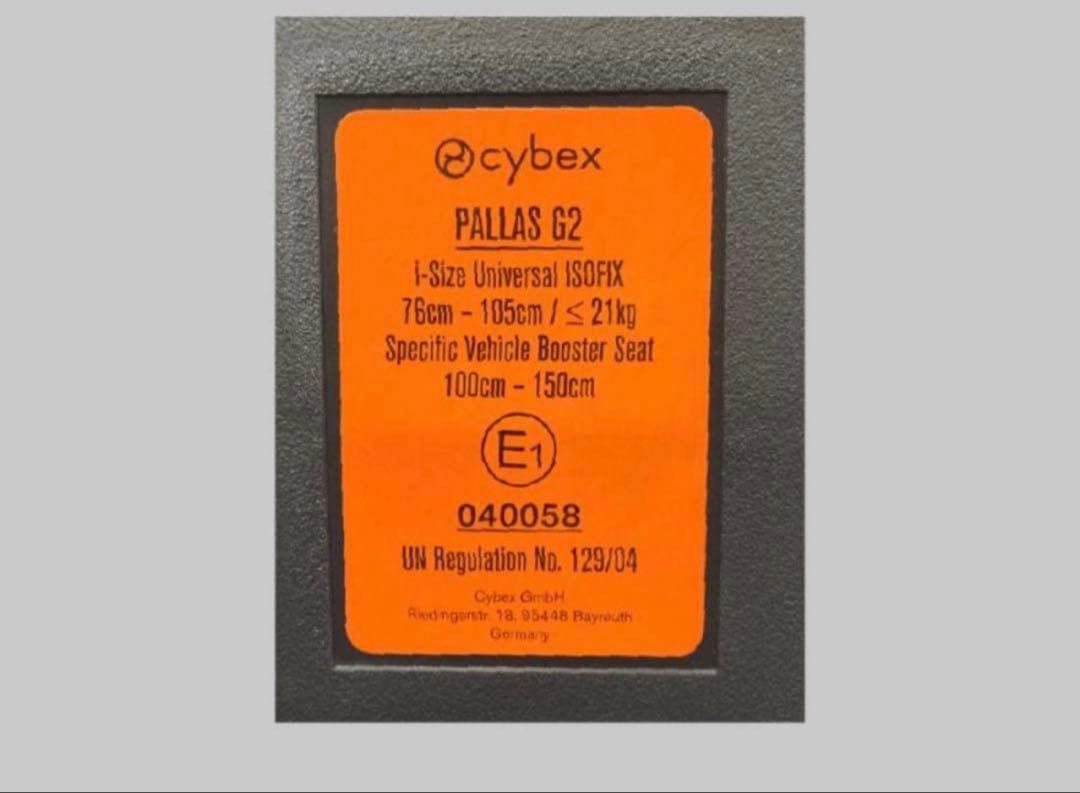 cybex
PALLAS G2
i-Size Universal ISOFIX
76cm - 105cm / ≤ 21kg
Specific Vehicle Booster Seat
100cm - 150cm
E1
040058
UN Regulation No. 129/04
Cybex GmbH
Riedingerstr. 18, 95448 Bayreuth
Germany